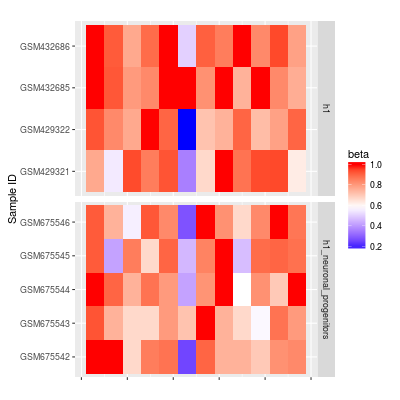 GSM432686
GSM432685
GSM429322
GSM429321
h1
GSM675546
GSM675545
GSM675544
GSM675543
GSM675542
h1_neuronal_progenitors
Sample ID
beta
1.0
0.8
0.6
0.4
0.2